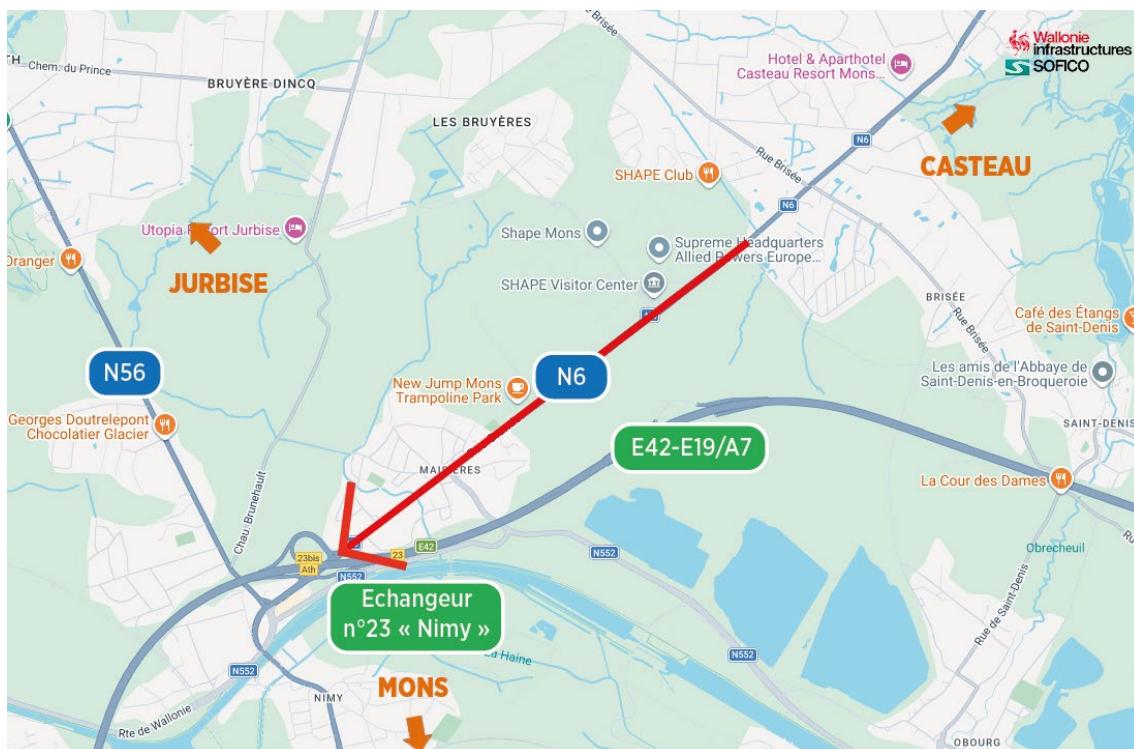 TH
Chem. du Prince
BRUYÈRE DINCQ
LES BRUYÈRES
Brisée
Hotel & Aparthotel
Casteau Resort Mons...
Wallonie
infrastructures
SOFICO
N6
Rue Brisée
CASTEAU
SHAPE Club
N6
Utopia Resort Jurbise
Shape Mons
Supreme Headquarters
Allied Powers Europe...
Oranger
JURBISE
SHAPE Visitor Center
BRISÉE
Rue Brisée
Café des Étangs
de Saint-Denis
N56
New Jump Mons
Trampoline Park
N6
Les amis de l'Abbaye de
Saint-Denis-en-Broqueroie
Georges Doutrelepont
Chocolatier Glacier
SAINT-DENIS
E42-E19/A7
MAISIÈRES
La Cour des Dames
Chau. Brunehault
23bis
Ath
23
E42
N552
N552
Obrecheuil
Echangeur
n°23 « Nimy »
Rue de Saint-Denis
La Haine
N552
N552
MONS
NIMY
Rte de Wallonie
OBOURG